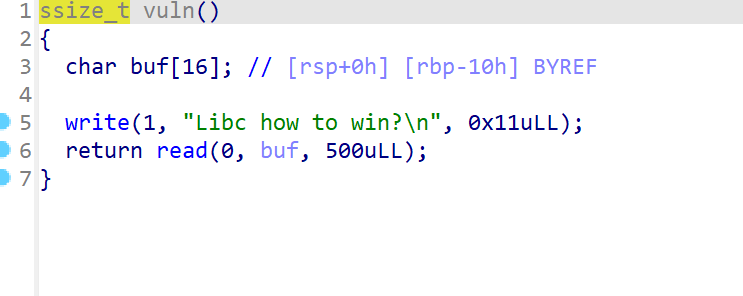 1 ssize_t vuln()
2 {
3   char buf[16]; // [rsp+0h] [rbp-10h] BYREF
4
5   write(1, "Libc how to win?\n", 0x11uLL);
6   return read(0, buf, 500uLL);
7 }